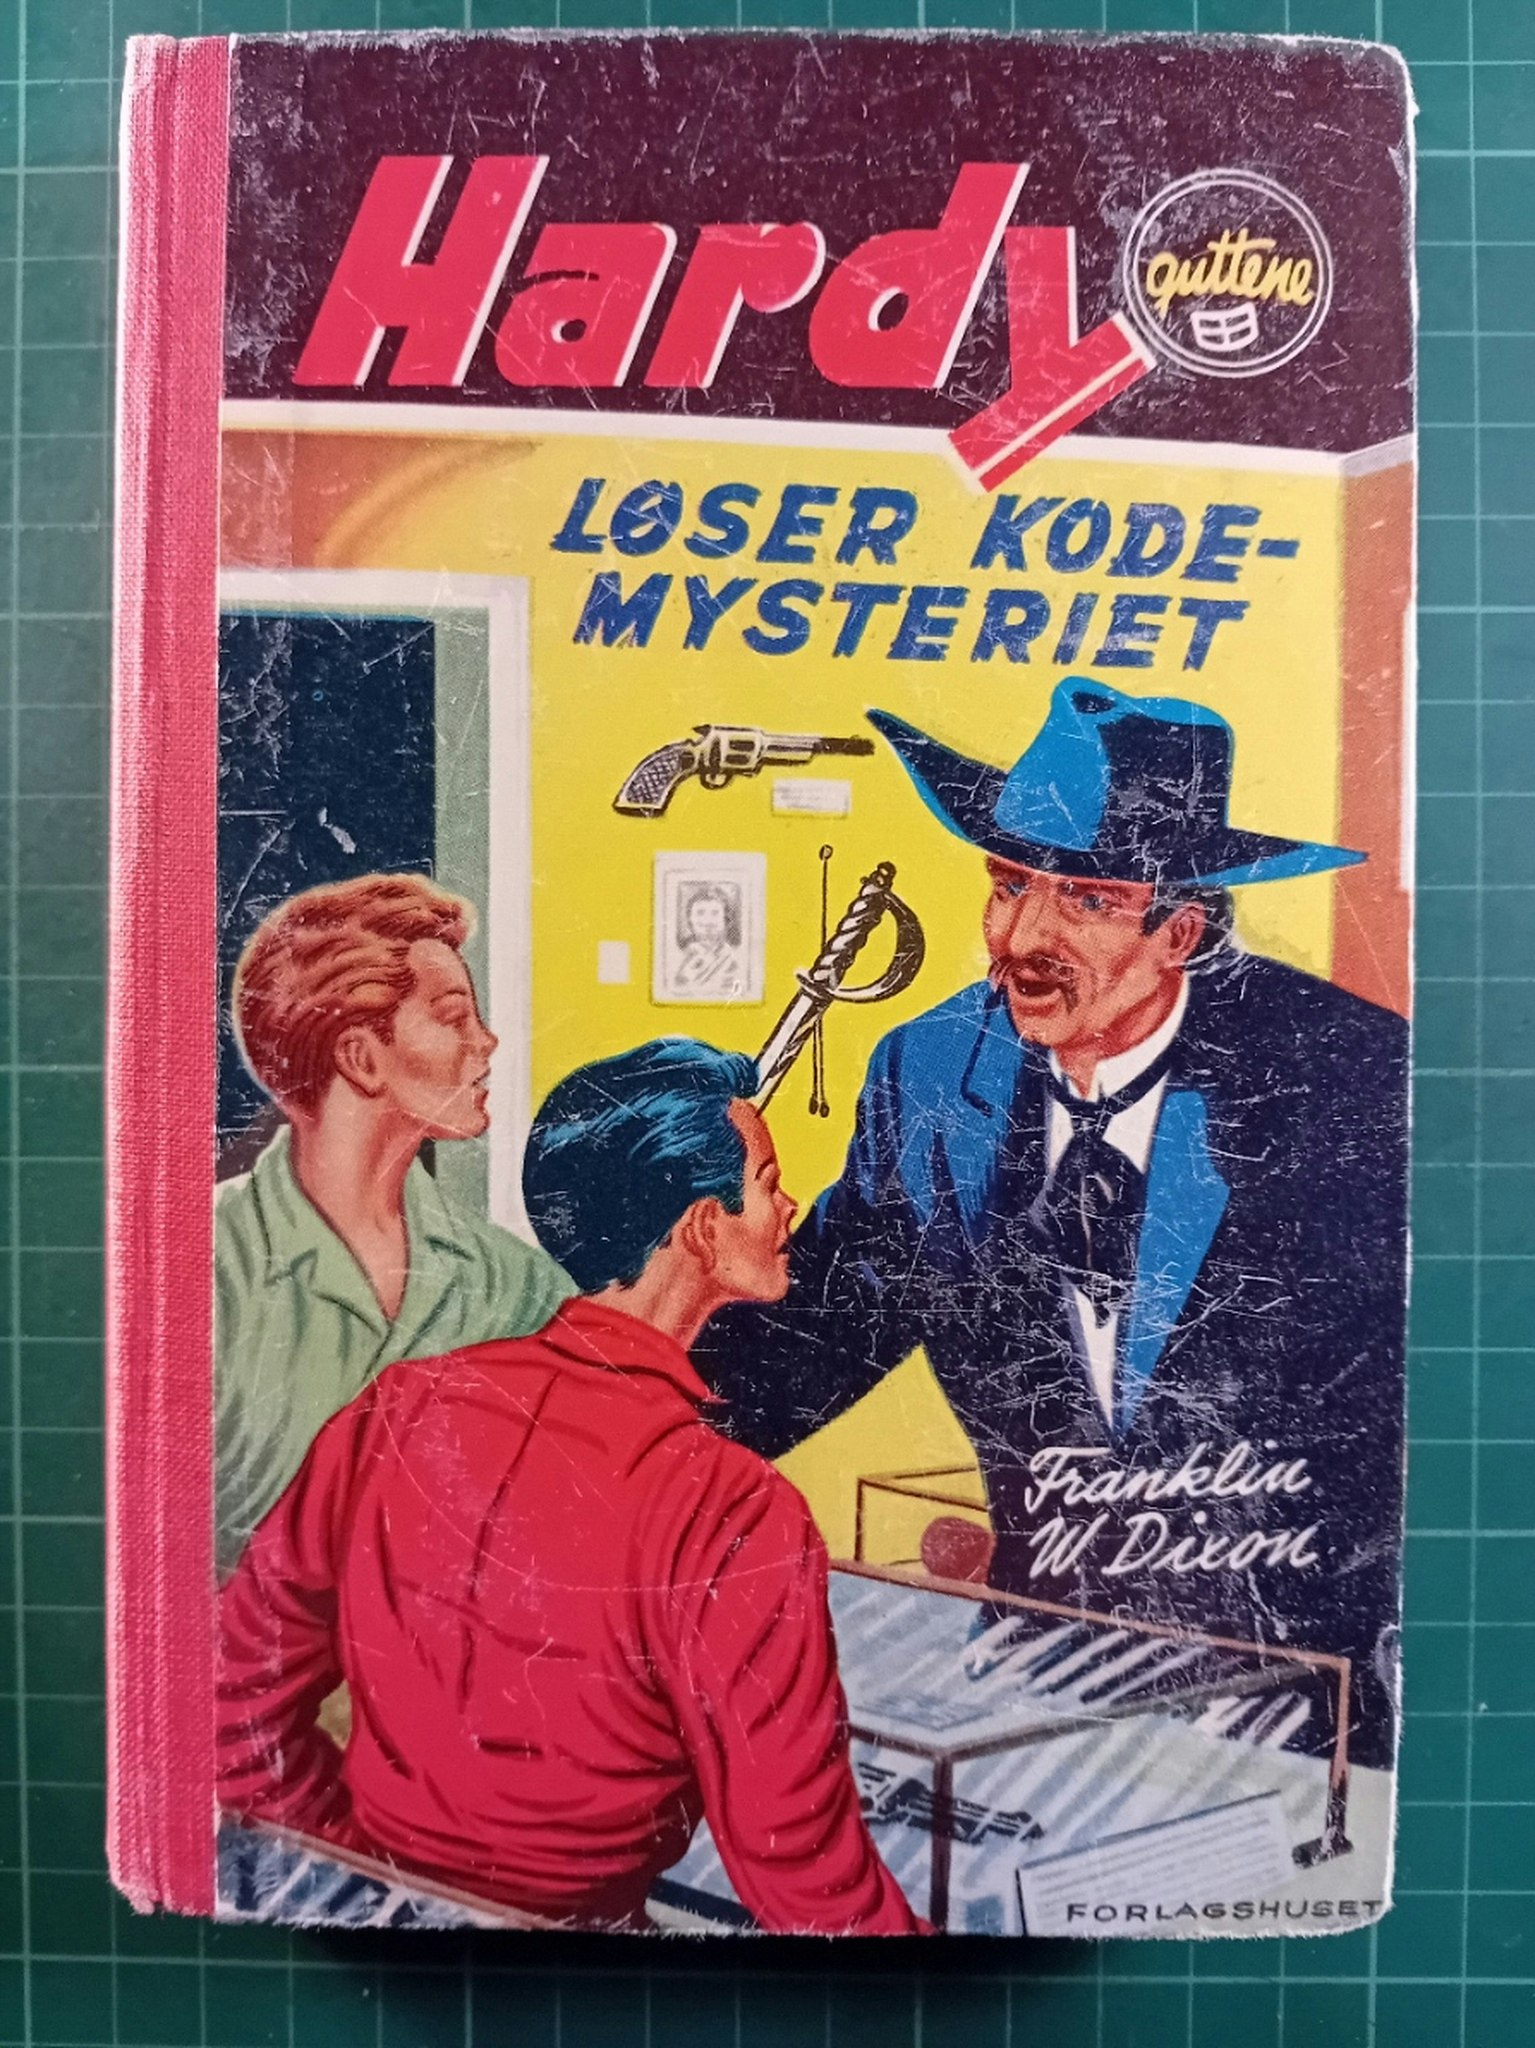 Hardy
guttene
LØSER KODE-
MYSTERIET
Franklin
W. Dixon
FORLAGSHUSET